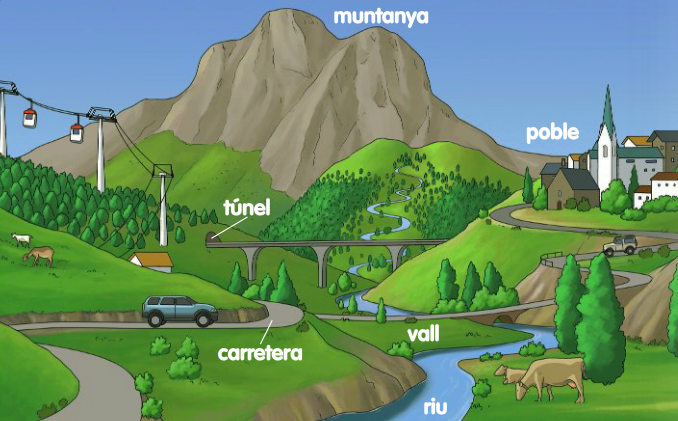 muntanya
poble
túnel
vall
carretera
riu